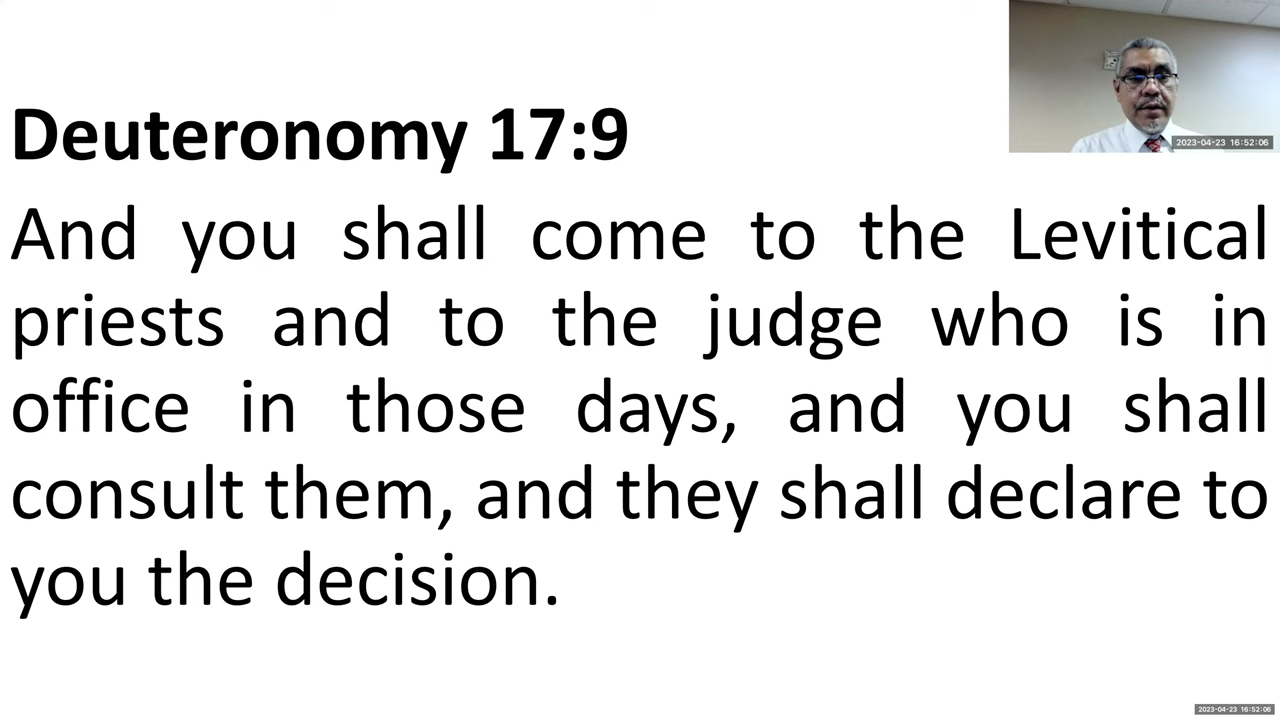 2023-04-23 16:52:06
Deuteronomy 17:9
And you shall come to the Levitical
priests and to the judge who is in
office in those days, and you shall
consult them, and they shall declare to
you the decision.
2023-04-23 16:52:06